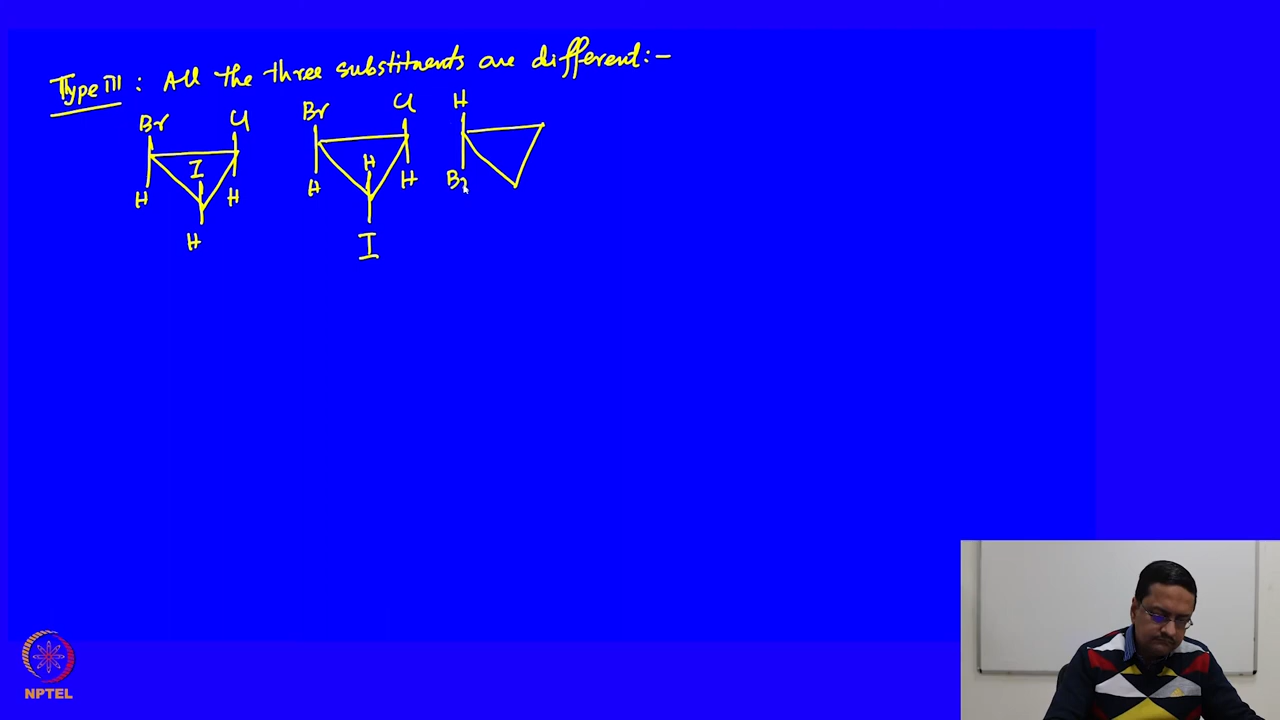 Type III : All the three substituents are different:-
Br Cl Br Cl H
I H
H H H H Br
H I
NPTEL